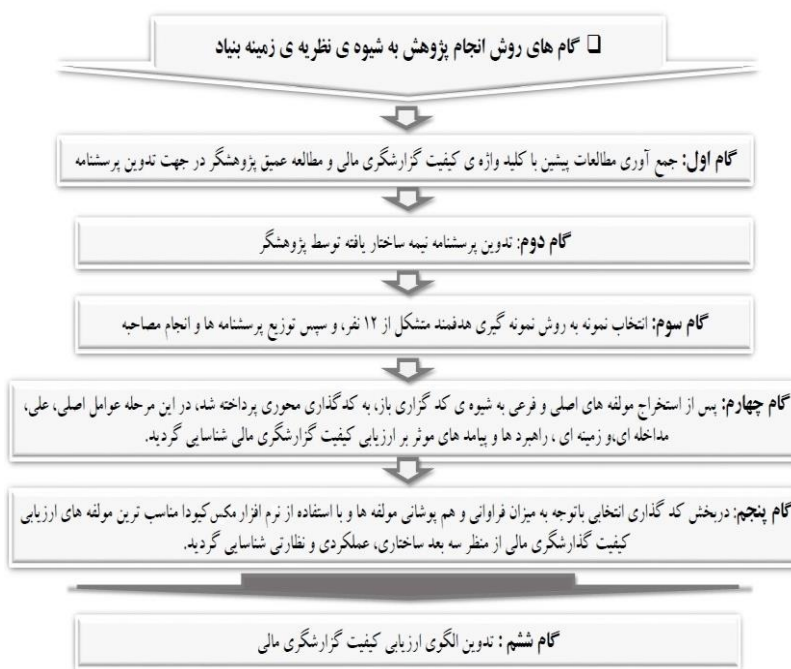 ❑ گام های روش انجام پژوهش به شیوه ی نظریه ی زمینه بنیاد
گام اول: جمع آوری مطالعات پیشین با کلید واژه ی کیفیت گزارشگری مالی و مطالعه عمیق پژوهشگر در جهت تدوین پرسشنامه
گام دوم: تدوین پرسشنامه نیمه ساختار یافته توسط پژوهشگر
گام سوم: انتخاب نمونه به روش نمونه گیری هدفمند متشکل از ۱۲ نفر، و سپس توزیع پرسشنامه ها و انجام مصاحبه
گام چهارم: پس از استخراج مولفه های اصلی و فرعی به شیوه ی کد گزاری باز، به کدگذاری محوری پرداخته شد، در این مرحله عوامل اصلی، علی،
مداخله ای،و زمینه ای ، راهبرد ها و پیامد های موثر بر ارزیابی کیفیت گزارشگری مالی شناسایی گردید.
گام پنجم: دربخش کد گذاری انتخابی باتوجه به میزان فراوانی و هم پوشانی مولفه ها و با استفاده از نرم افزار مکس‌کیودا مناسب ترین مولفه های ارزیابی
کیفیت گذارشگری مالی از منظر سه بعد ساختاری، عملکردی و نظارتی شناسایی گردید.
گام ششم : تدوین الگوی ارزیابی کیفیت گزارشگری مالی